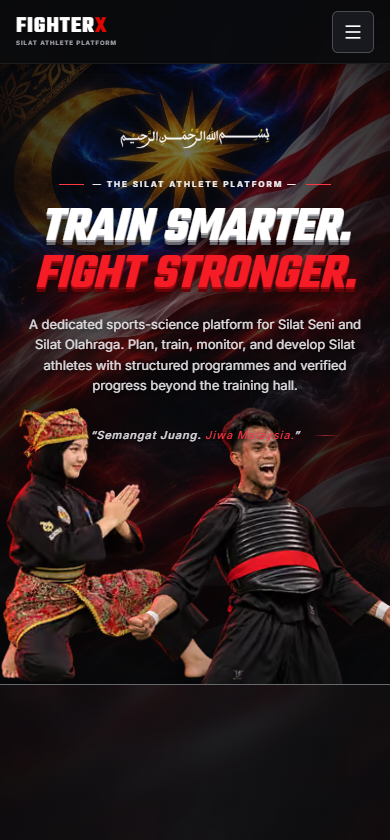 FIGHTERX
SILAT ATHLETE PLATFORM
بِسْــــمِ اللهِ الرَّحْمٰنِ الرَّحِيْمِ
— THE SILAT ATHLETE PLATFORM —
TRAIN SMARTER.
FIGHT STRONGER.
A dedicated sports-science platform for Silat Seni and
Silat Olahraga. Plan, train, monitor, and develop Silat
athletes with structured programmes and verified
progress beyond the training hall.
"Semangat Juang. Jiwa Malaysia."